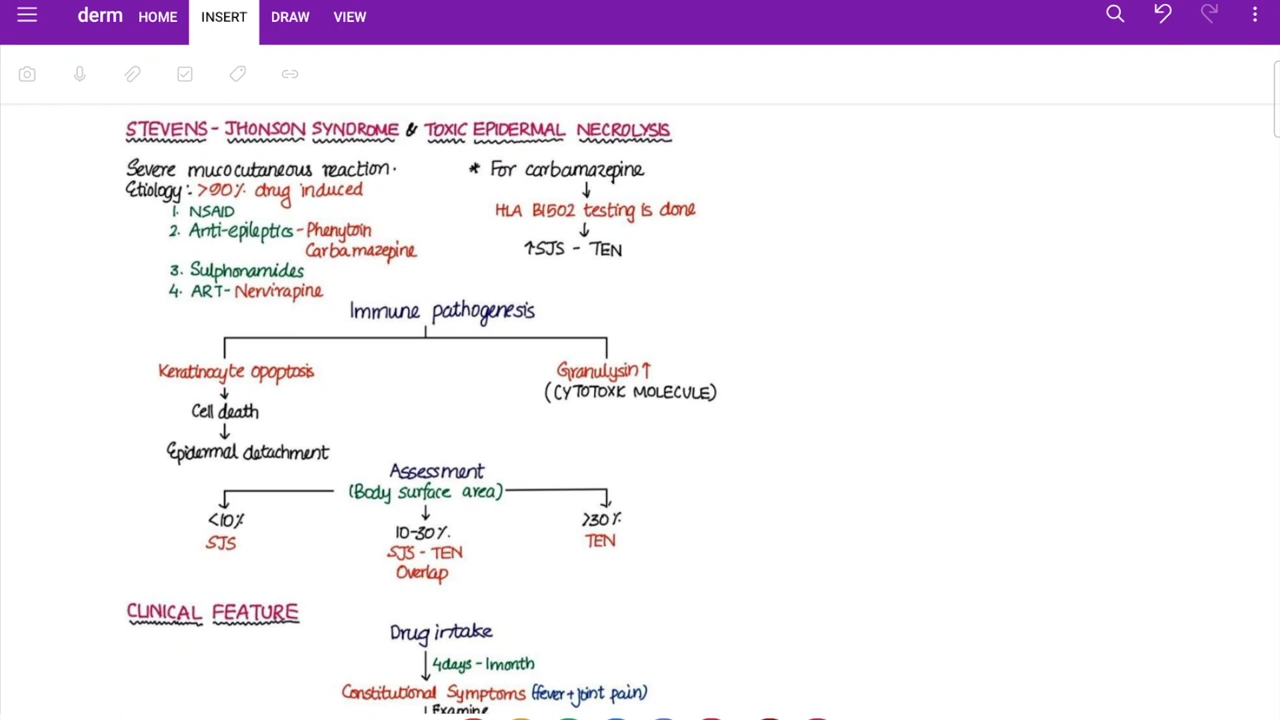 derm HOME INSERT DRAW VIEW
STEVENS - JHONSON SYNDROME & TOXIC EPIDERMAL NECROLYSIS
Severe mucocutaneous reaction.
Etiology: >90% drug induced
1. NSAID
2. Anti-epileptics - Phenytoin
Carbamazepine
3. Sulphonamides
4. ART- Nervirapine
* For carbamazepine
↓
HLA B1502 testing is done
↓
↑SJS - TEN
Immune pathogenesis
Keratinocyte opoptosis
↓
Cell death
↓
Epidermal detachment
Granulysin ↑
(CYTOTOXIC MOLECULE)
Assessment
(Body surface area)
<10%
SJS
10-30%.
SJS - TEN
Overlap
>30%
TEN
CLINICAL FEATURE
Drug intake
↓ 4days - 1month
Constitutional Symptoms (fever + joint pain)
Examine